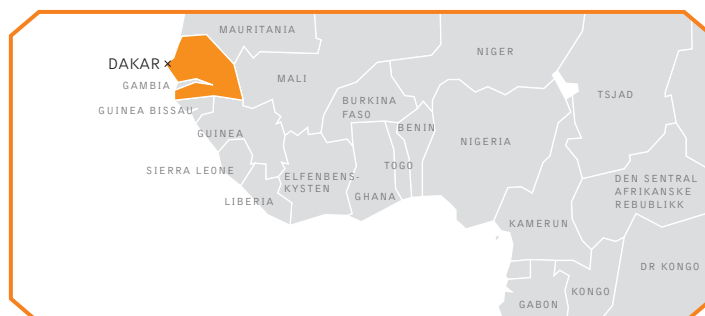 MAURITANIA
NIGER
DAKAR
MALI
GAMBIA
TSJAD
BURKINA
FASO
GUINEA BISSAU
BENIN
GUINEA
NIGERIA
TOGO
SIERRA LEONE
ELFENBENS-
KYSTEN
DEN SENTRAL
AFRIKANSKE
REBUBLIKK
GHANA
LIBERIA
KAMERUN
DR KONGO
KONGO
GABON